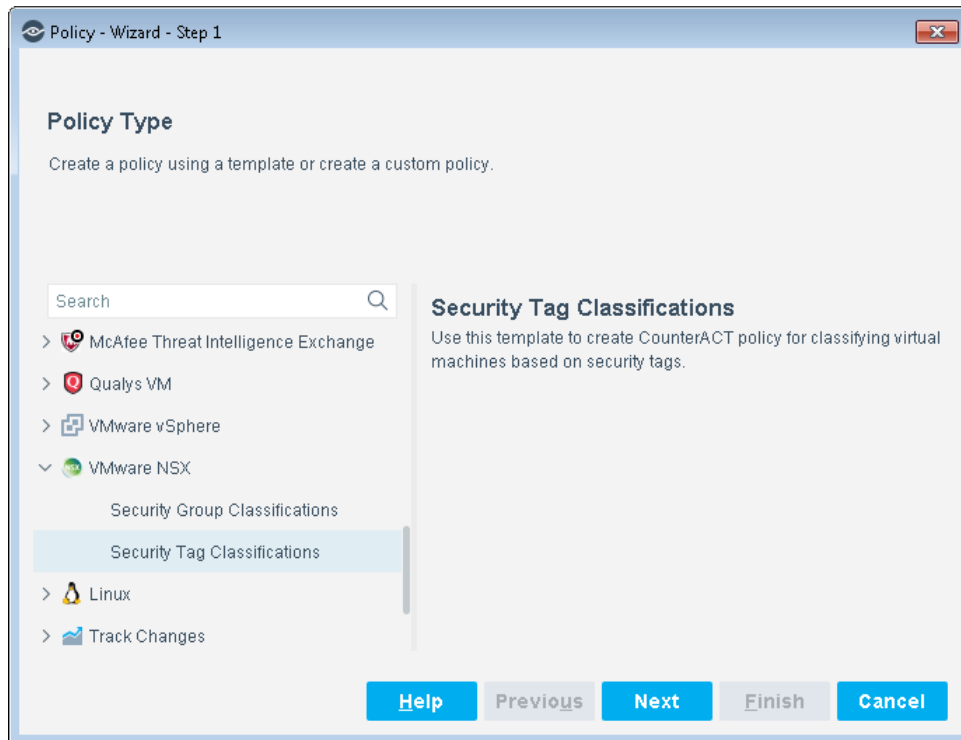 Policy - Wizard - Step 1
Policy Type
Create a policy using a template or create a custom policy.
Search
McAfee Threat Intelligence Exchange
Qualys VM
VMware vSphere
VMware NSX
Security Group Classifications
Security Tag Classifications
Linux
Track Changes
Security Tag Classifications
Use this template to create CounterACT policy for classifying virtual
machines based on security tags.
Help
Previous
Next
Finish
Cancel